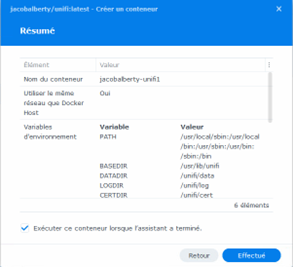 jacobalberty/unifi:latest - Créer un conteneur
Résumé
Élément Valeur
Nom du conteneur jacobalberty-unifi1
Utiliser le même Oui
réseau que Docker
Host
Variables Variable Valeur
d'environnement PATH /usr/local/sbin:/usr/local
/bin:/usr/sbin:/usr/bin:
/sbin:/bin
BASEDIR /usr/lib/unifi
DATADIR /unifi/data
LOGDIR /unifi/log
CERTDIR /unifi/cert
6 éléments
Exécuter ce conteneur lorsque l'assistant a terminé.
Retour Effectué